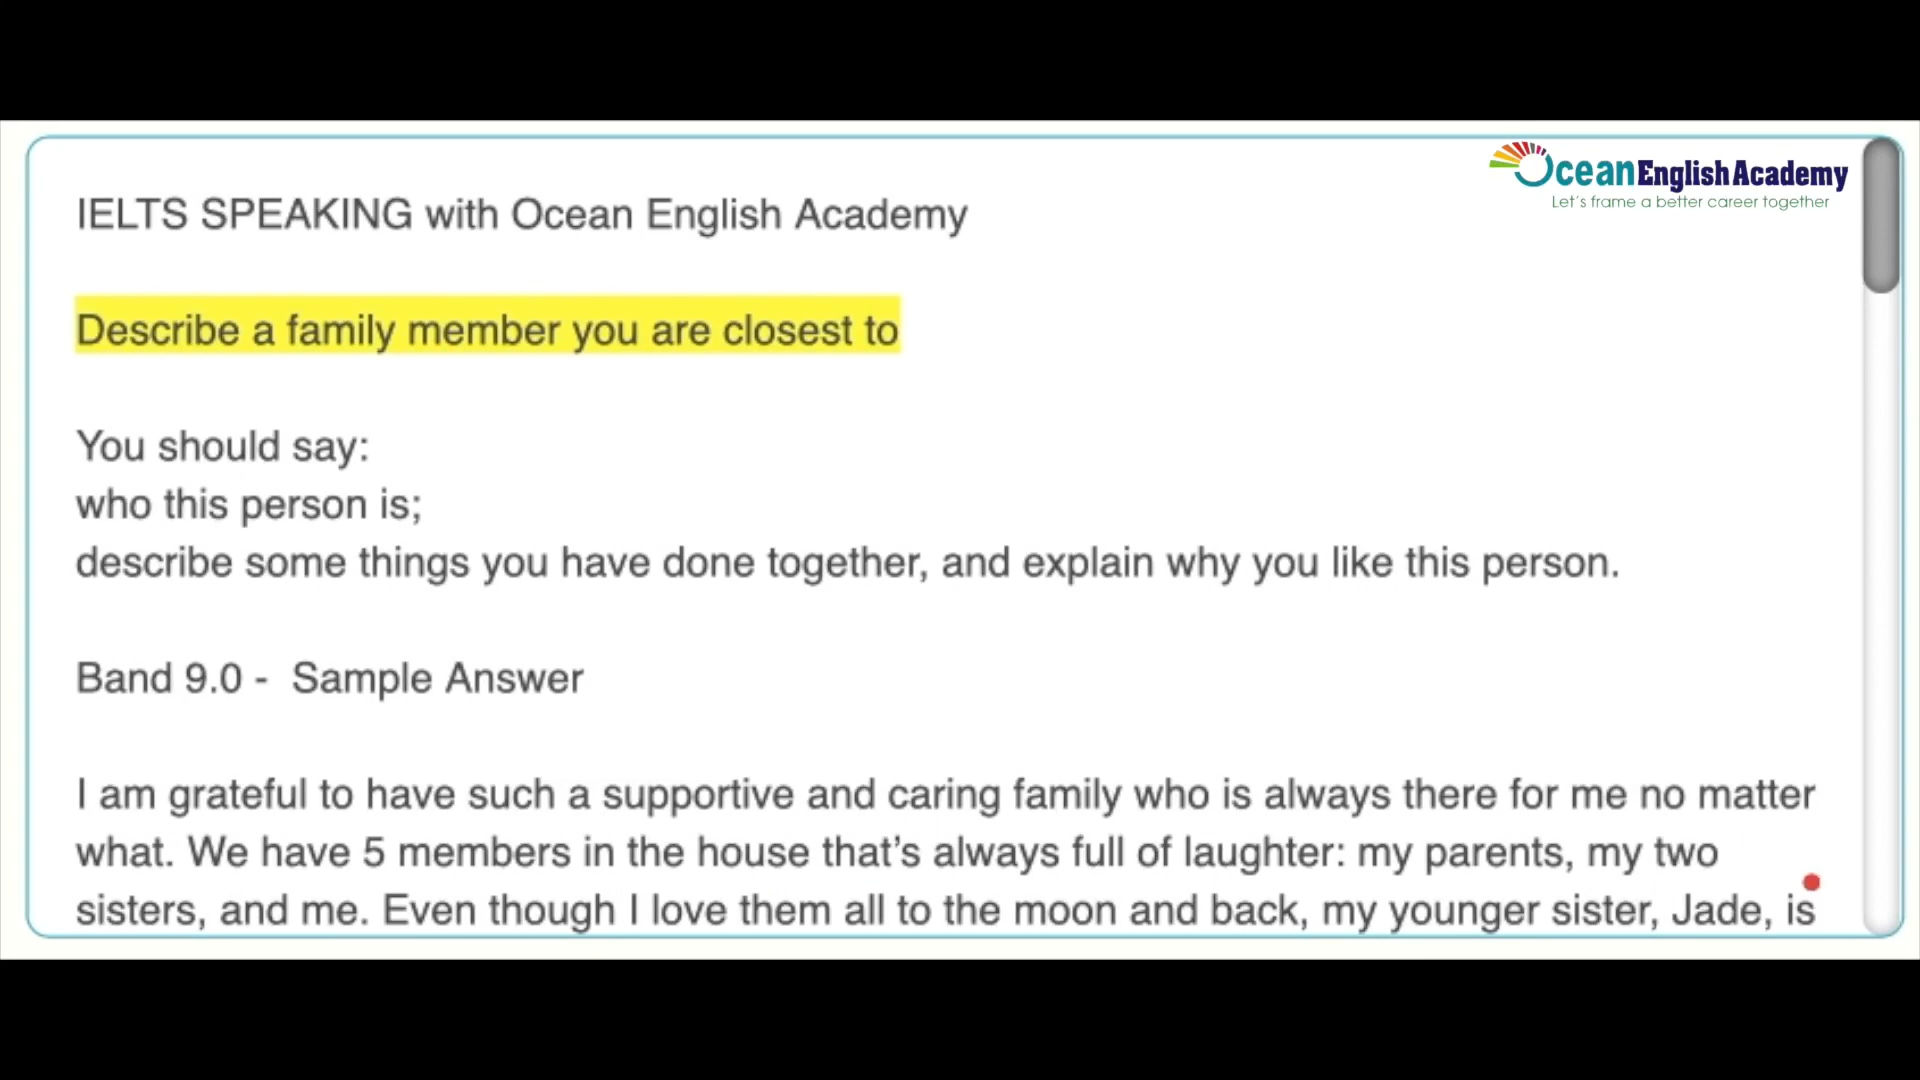 Ocean English Academy
Let's frame a better career together
IELTS SPEAKING with Ocean English Academy
Describe a family member you are closest to
You should say:
who this person is;
describe some things you have done together, and explain why you like this person.
Band 9.0 - Sample Answer
I am grateful to have such a supportive and caring family who is always there for me no matter
what. We have 5 members in the house that’s always full of laughter: my parents, my two
sisters, and me. Even though I love them all to the moon and back, my younger sister, Jade, is